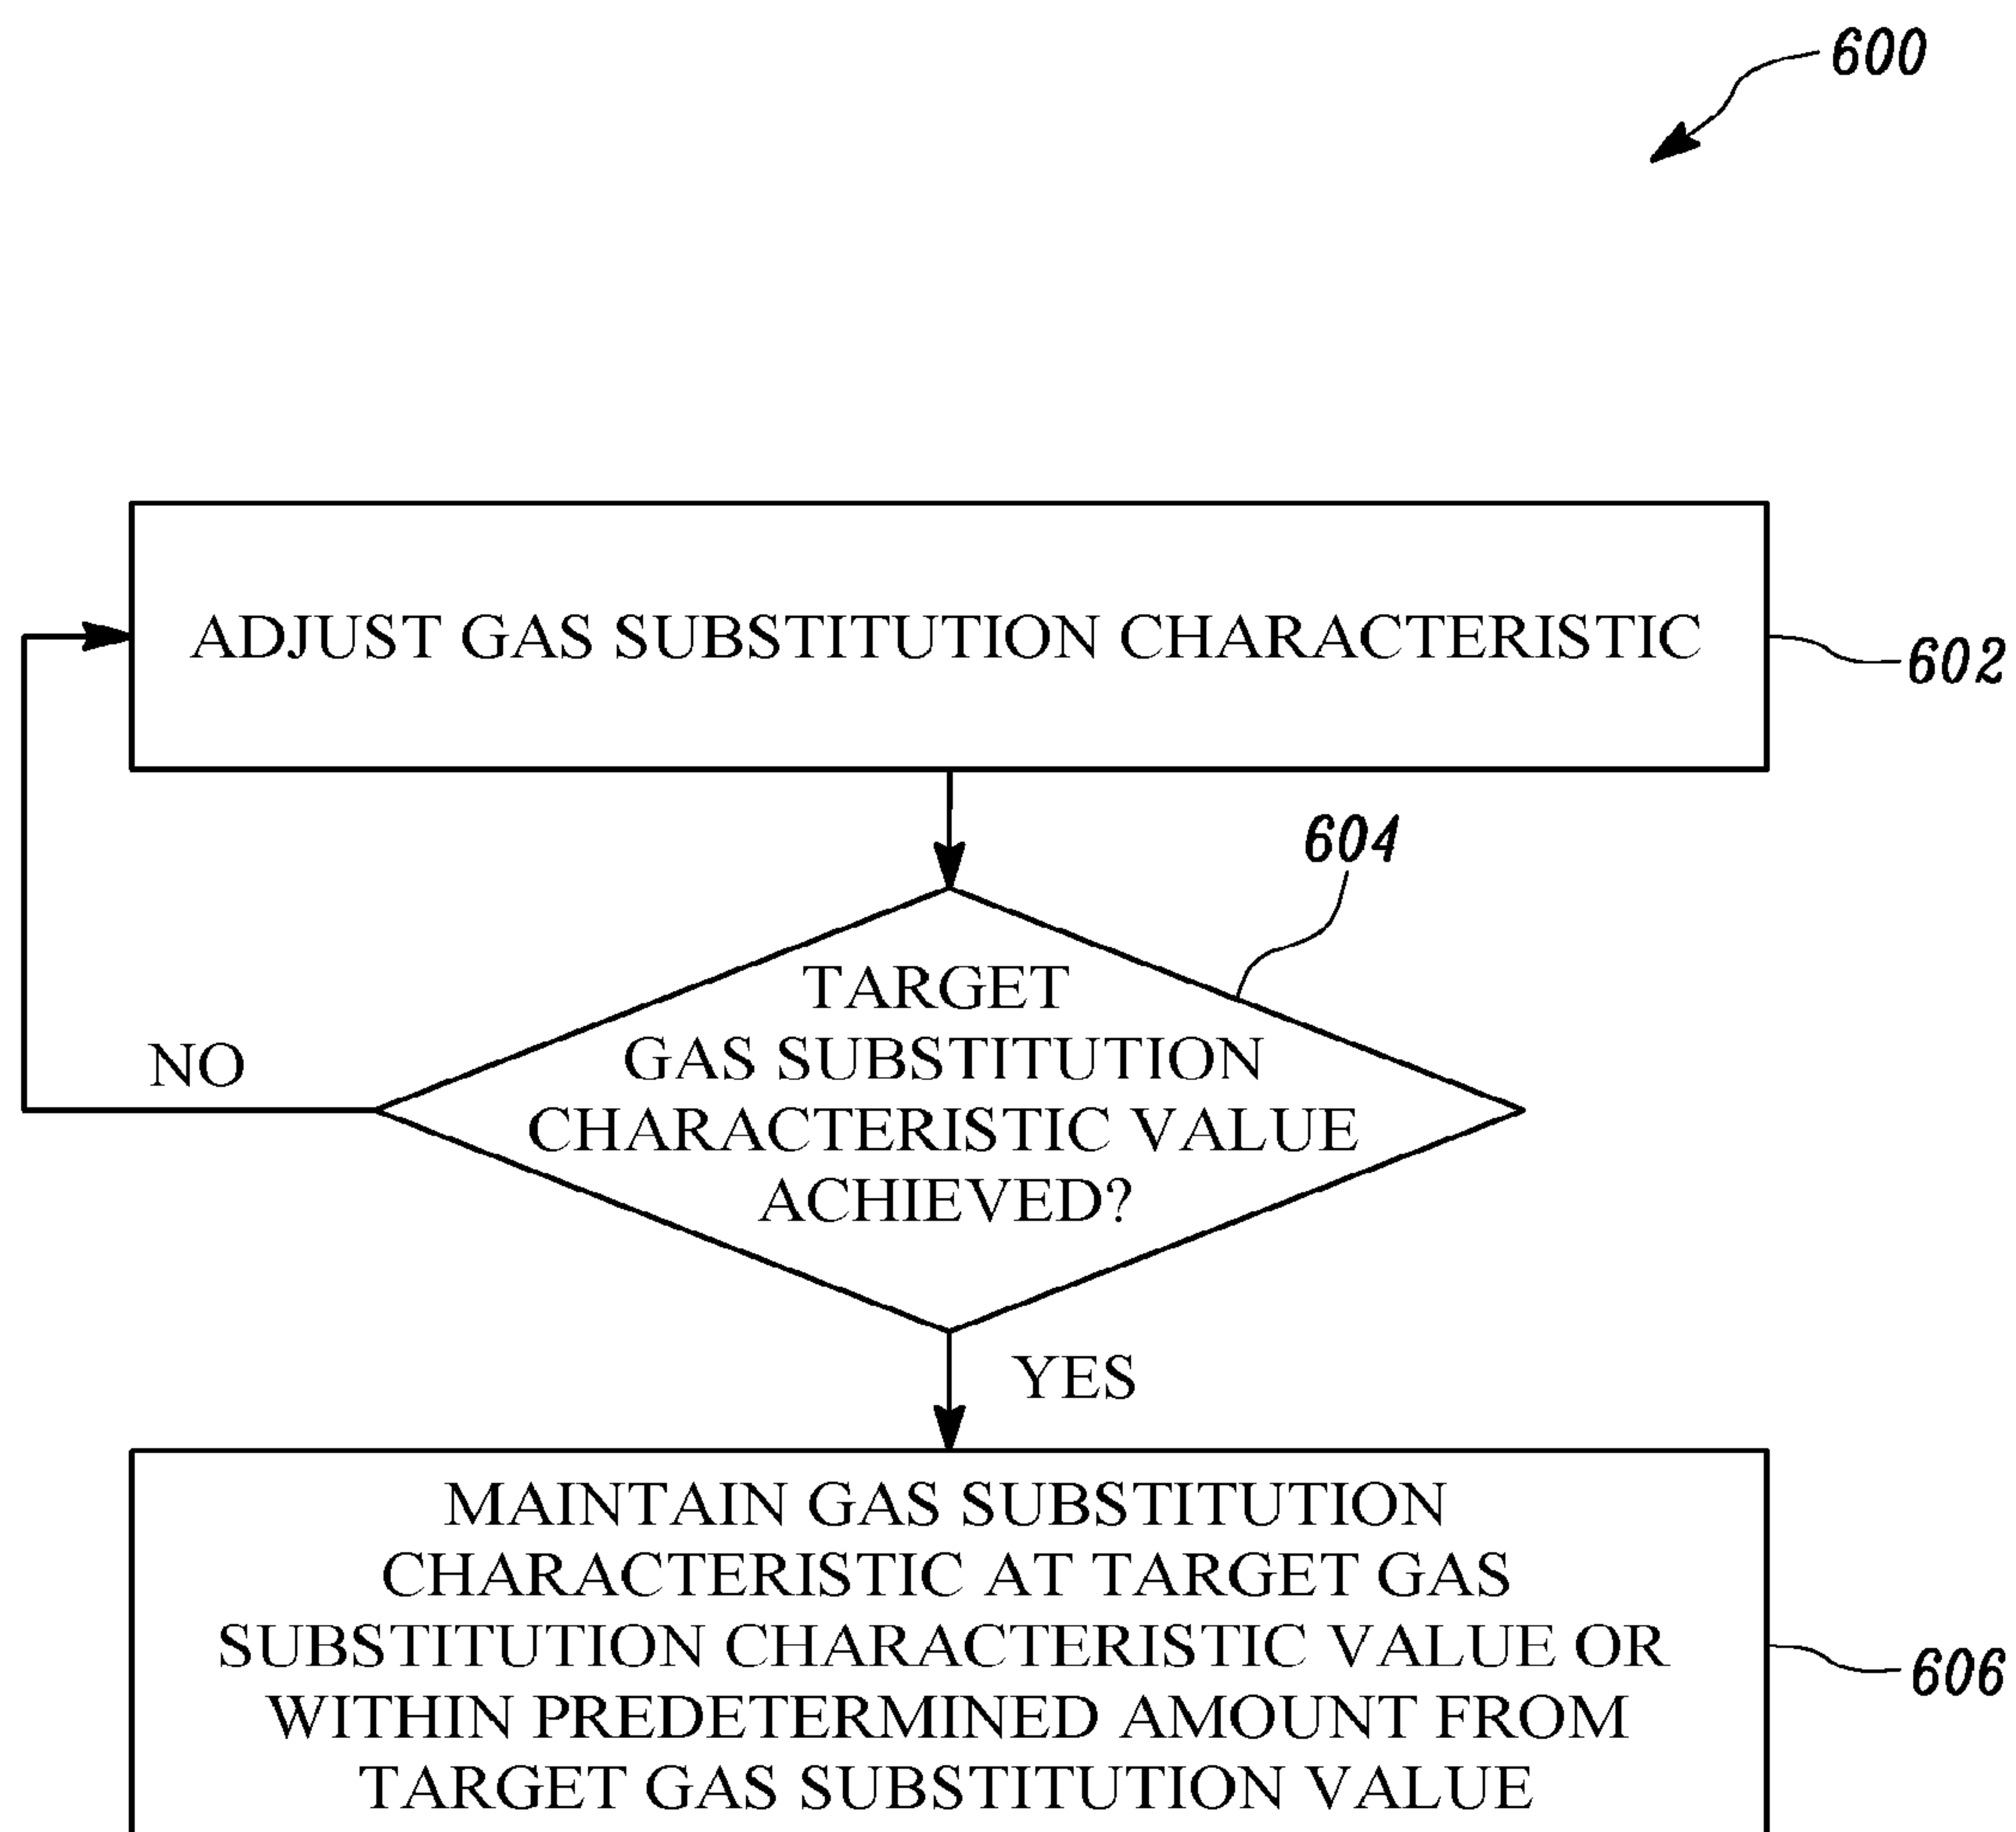 600
ADJUST GAS SUBSTITUTION CHARACTERISTIC
602
604
TARGET
GAS SUBSTITUTION
CHARACTERISTIC VALUE
ACHIEVED?
NO
YES
MAINTAIN GAS SUBSTITUTION
CHARACTERISTIC AT TARGET GAS
SUBSTITUTION CHARACTERISTIC VALUE OR
WITHIN PREDETERMINED AMOUNT FROM
TARGET GAS SUBSTITUTION VALUE
606